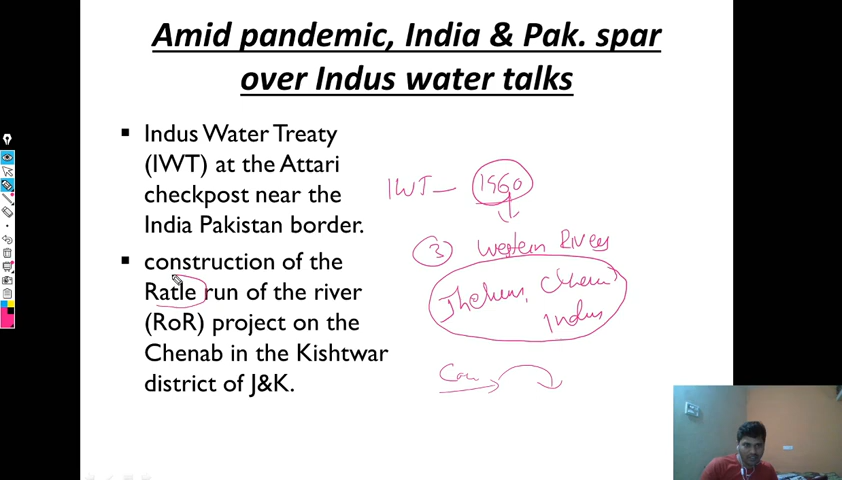 Amid pandemic, India & Pak. spar
over Indus water talks
▪ Indus Water Treaty
(IWT) at the Attari
checkpost near the
India Pakistan border.
▪ construction of the
Ratle run of the river
(RoR) project on the
Chenab in the Kishtwar
district of J&K.
IWT — 1960
③ Western Rivers
Jhelum,
Indus